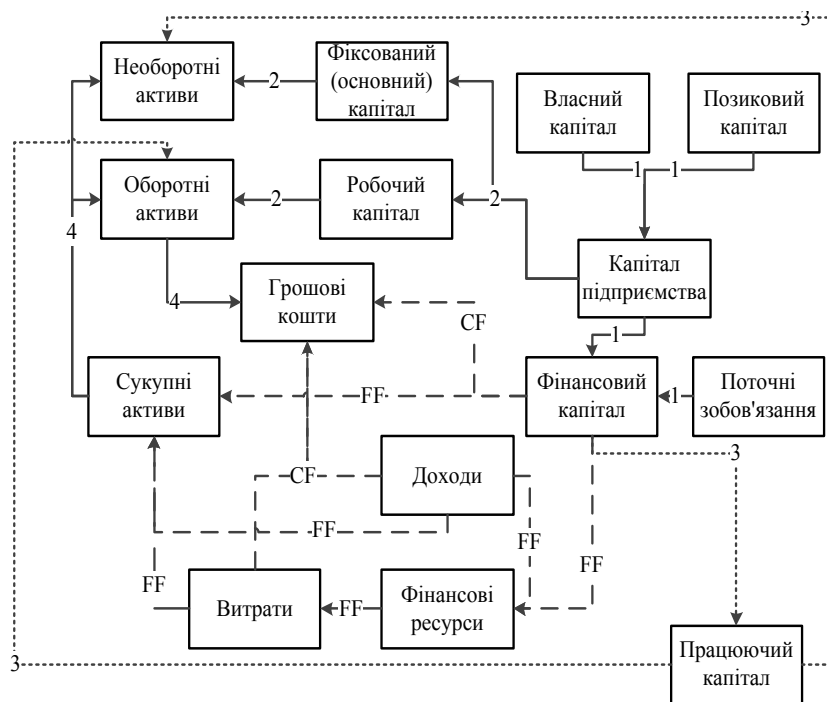 3
Необоротні
активи
2
Фіксований
(основний)
капітал
Власний
капітал
Позиковий
капітал
1
1
Оборотні
активи
2
Робочий
капітал
2
4
Капітал
підприємства
4
Грошові
кошти
CF
1
Сукупні
активи
FF
Фінансовий
капітал
1
Поточні
зобов'язання
3
CF
Доходи
FF
FF
FF
FF
Витрати
FF
Фінансові
ресурси
3
Працюючий
капітал